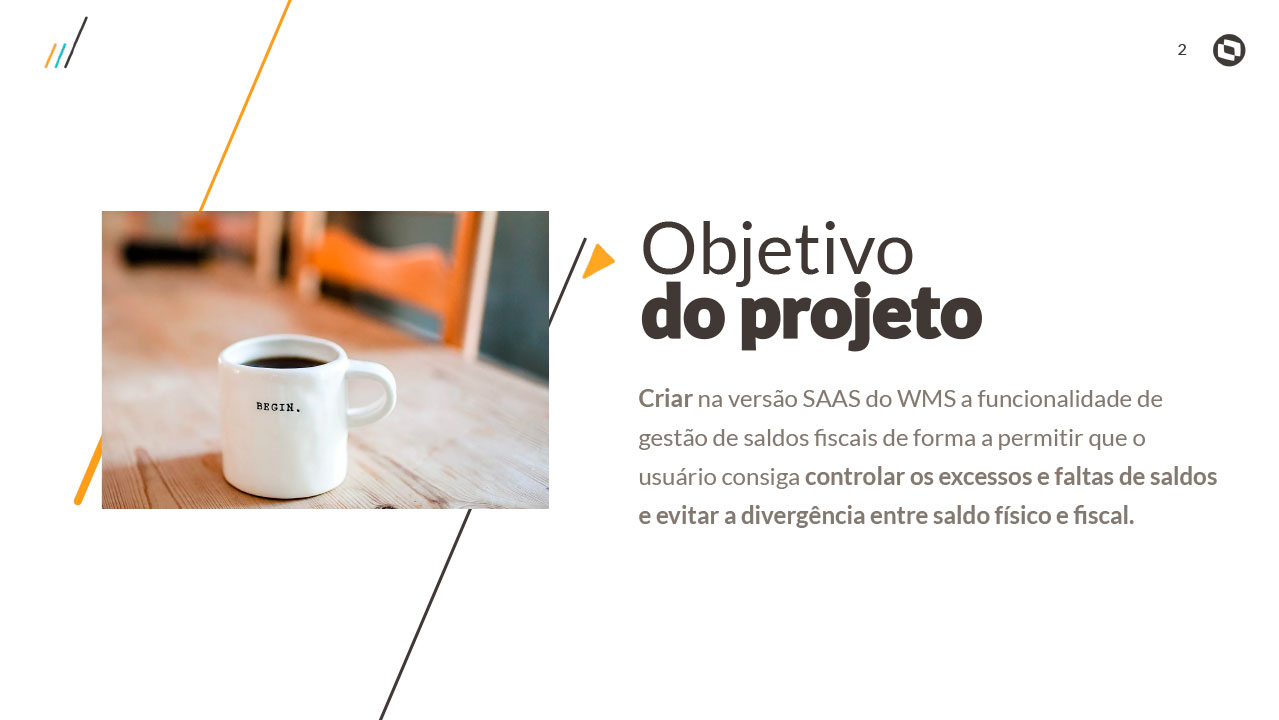 2
Objetivo
do projeto
BEGIN.
Criar na versão SAAS do WMS a funcionalidade de
gestão de saldos fiscais de forma a permitir que o
usuário consiga controlar os excessos e faltas de saldos
e evitar a divergência entre saldo físico e fiscal.